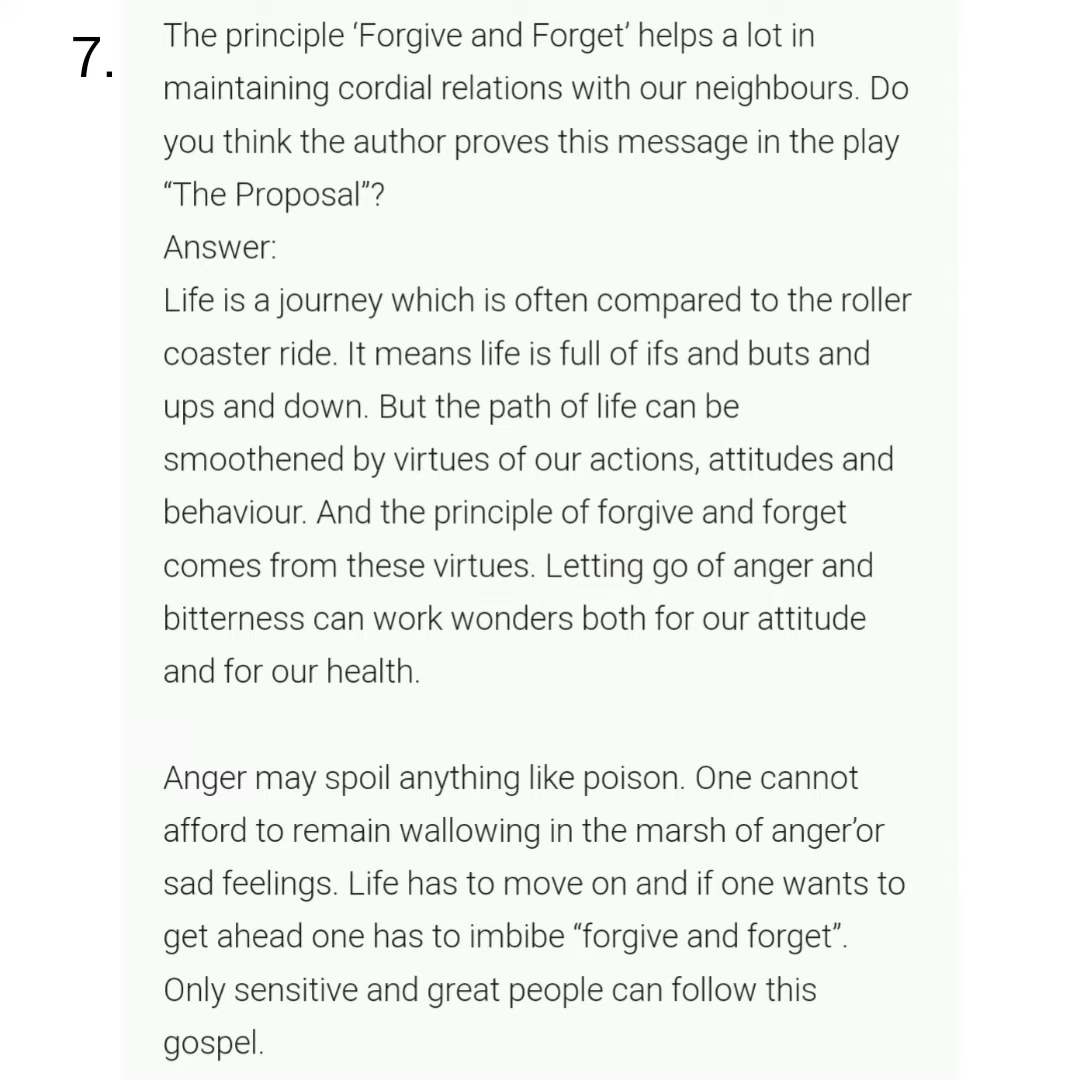 7.
The principle ‘Forgive and Forget’ helps a lot in
maintaining cordial relations with our neighbours. Do
you think the author proves this message in the play
“The Proposal”?
Answer:
Life is a journey which is often compared to the roller
coaster ride. It means life is full of ifs and buts and
ups and down. But the path of life can be
smoothened by virtues of our actions, attitudes and
behaviour. And the principle of forgive and forget
comes from these virtues. Letting go of anger and
bitterness can work wonders both for our attitude
and for our health.

Anger may spoil anything like poison. One cannot
afford to remain wallowing in the marsh of anger’or
sad feelings. Life has to move on and if one wants to
get ahead one has to imbibe “forgive and forget”.
Only sensitive and great people can follow this
gospel.